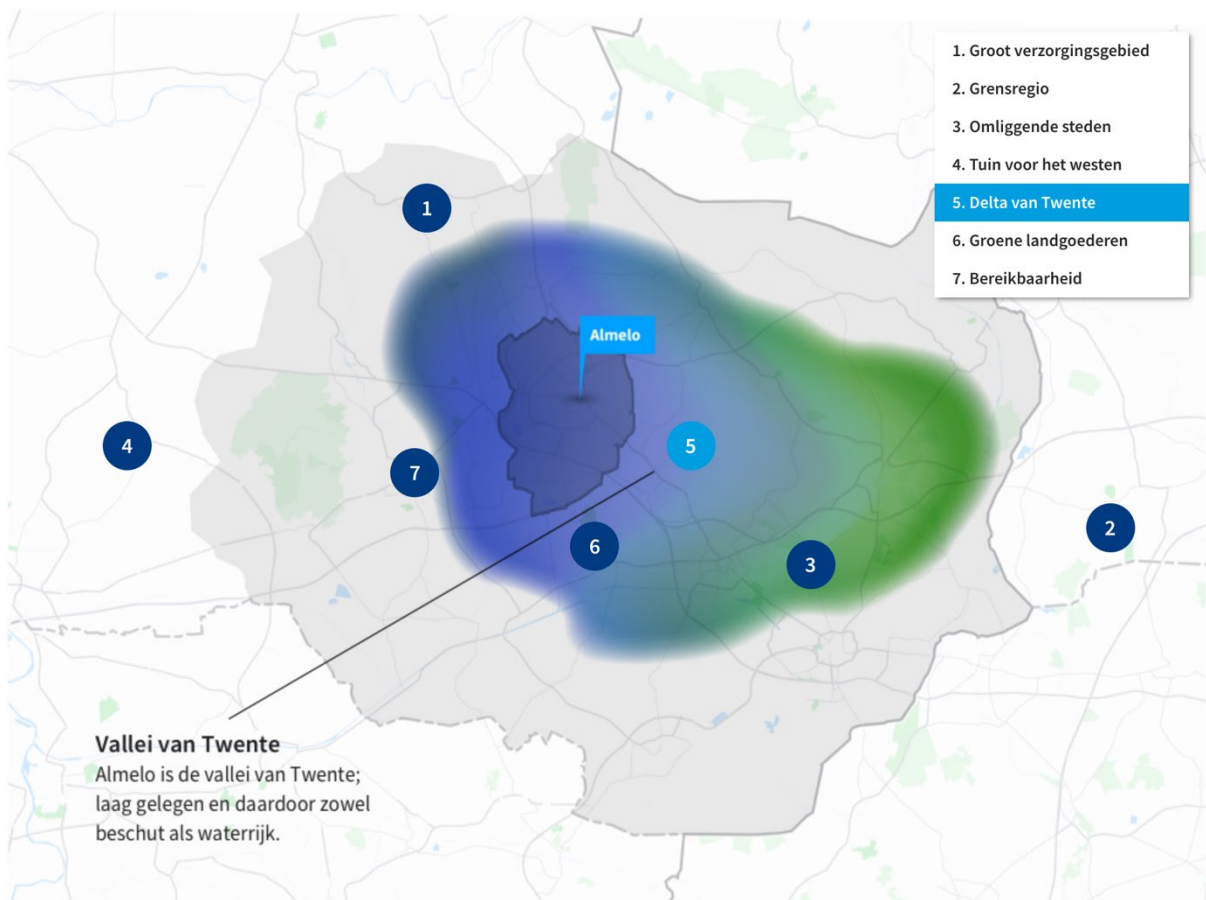 1. Groot verzorgingsgebied
2. Grensregio
3. Omliggende steden
4. Tuin voor het westen
5. Delta van Twente
6. Groene landgoederen
7. Bereikbaarheid
1
Almelo
4
5
7
2
6
3
Vallei van Twente
Almelo is de vallei van Twente;
laag gelegen en daardoor zowel
beschut als waterrijk.